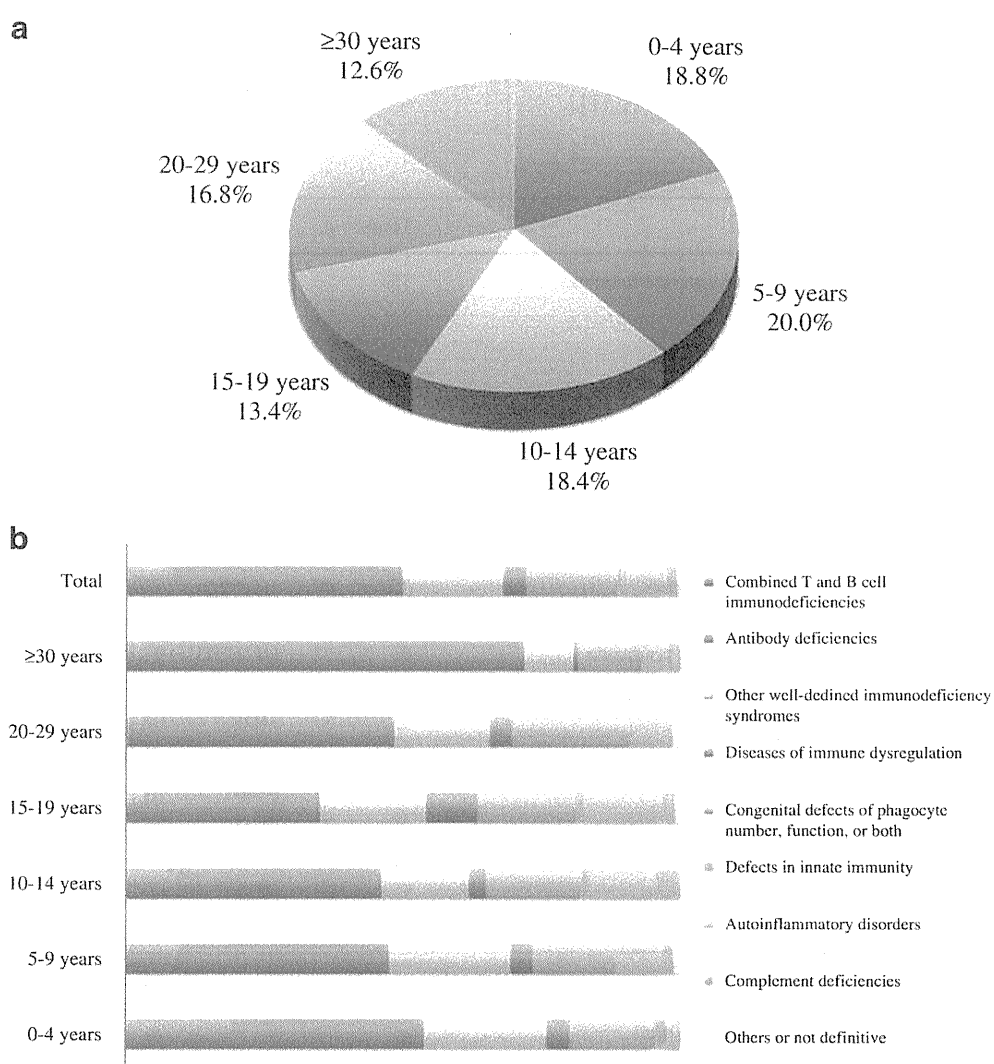 a
≥30 years
12.6%
0-4 years
18.8%
20-29 years
16.8%
5-9 years
20.0%
15-19 years
13.4%
10-14 years
18.4%
b
Total
≥30 years
20-29 years
15-19 years
10-14 years
5-9 years
0-4 years
Combined T and B cell
immunodeficiencies
Antibody deficiencies
Other well-dedined immunodeficiency
syndromes
Diseases of immune dysregulation
Congenital defects of phagocyte
number, function, or both
Defects in innate immunity
Autoinflammatory disorders
Complement deficiencies
Others or not definitive